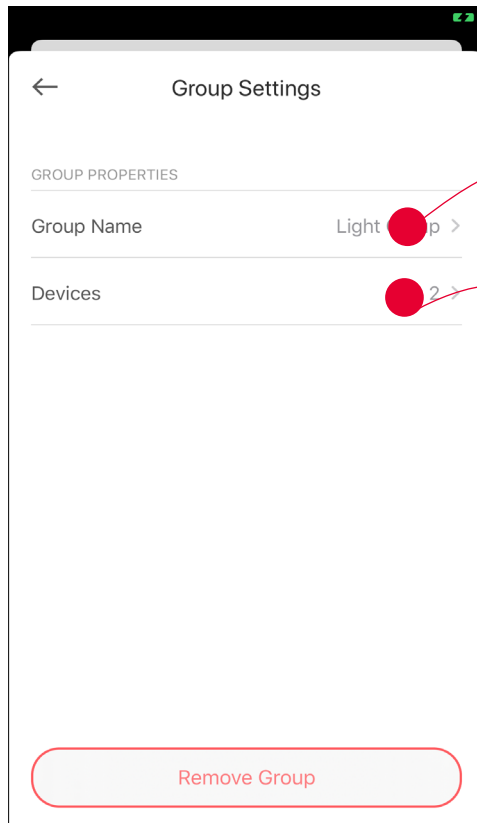 Group Settings
GROUP PROPERTIES
Group Name
Light
Devices
2
Remove Group